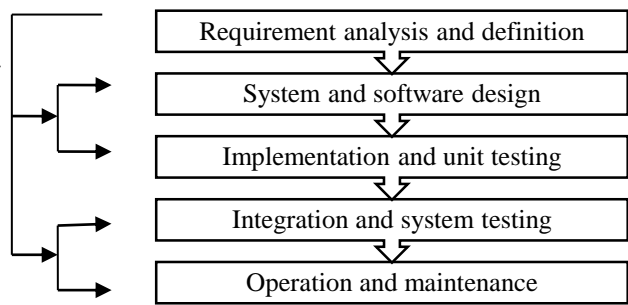 Requirement analysis and definition
System and software design
Implementation and unit testing
Integration and system testing
Operation and maintenance